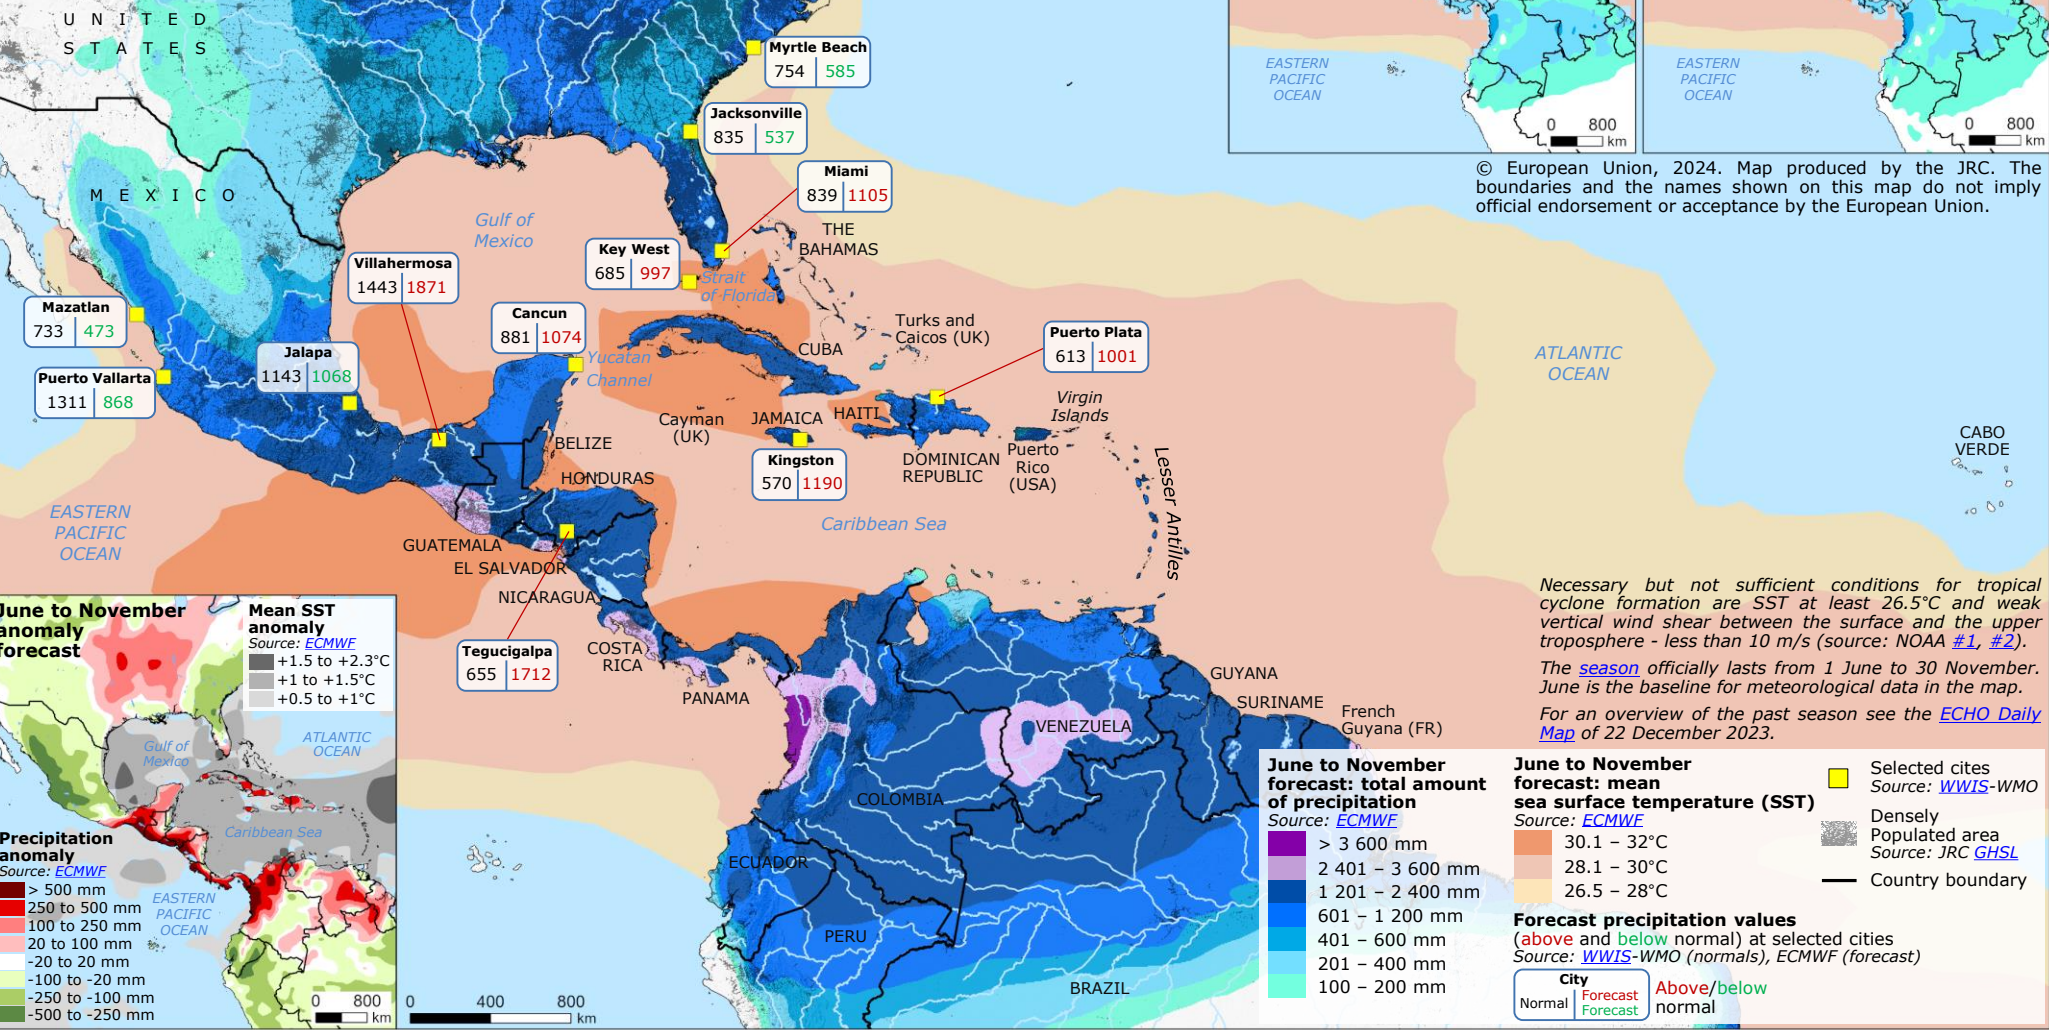 UNITED
STATES
MEXICO
Myrtle Beach
754 585
Jacksonville
835 537
Miami
839 1105
THE
BAHAMAS
Gulf of
Mexico
Key West
685 997
Strait
of Florida
Villahermosa
1443 1871
Cancun
881 1074
Yucatan
Channel
Mazatlan
733 473
Jalapa
1143 1068
Puerto Vallarta
1311 868
CUBA
Turks and
Caicos (UK)
Puerto Plata
613 1001
Cayman
(UK)
JAMAICA
HAITI
Virgin
Islands
Kingston
570 1190
DOMINICAN
REPUBLIC
Puerto
Rico
(USA)
Lesser Antilles
BELIZE
HONDURAS
Caribbean Sea
EASTERN
PACIFIC
OCEAN
GUATEMALA
EL SALVADOR
NICARAGUA
Tegucigalpa
655 1712
COSTA
RICA
PANAMA
GUYANA
SURINAME
French
Guyana (FR)
VENEZUELA
COLOMBIA
ECUADOR
PERU
BRAZIL
ATLANTIC
OCEAN
CABO
VERDE
EASTERN
PACIFIC
OCEAN
0 800
km
EASTERN
PACIFIC
OCEAN
0 800
km
© European Union, 2024. Map produced by the JRC. The
boundaries and the names shown on this map do not imply
official endorsement or acceptance by the European Union.
Necessary but not sufficient conditions for tropical
cyclone formation are SST at least 26.5°C and weak
vertical wind shear between the surface and the upper
troposphere - less than 10 m/s (source: NOAA #1, #2).
The season officially lasts from 1 June to 30 November.
June is the baseline for meteorological data in the map.
For an overview of the past season see the ECHO Daily
Map of 22 December 2023.
June to November
anomaly
forecast
Mean SST
anomaly
Source: ECMWF
+1.5 to +2.3°C
+1 to +1.5°C
+0.5 to +1°C
Gulf of
Mexico
ATLANTIC
OCEAN
Caribbean Sea
EASTERN
PACIFIC
OCEAN
Precipitation
anomaly
Source: ECMWF
> 500 mm
250 to 500 mm
100 to 250 mm
20 to 100 mm
-20 to 20 mm
-100 to -20 mm
-250 to -100 mm
-500 to -250 mm
0 800
km
0 400 800
km
June to November
forecast: total amount
of precipitation
Source: ECMWF
> 3 600 mm
2 401 – 3 600 mm
1 201 – 2 400 mm
601 – 1 200 mm
401 – 600 mm
201 – 400 mm
100 – 200 mm
June to November
forecast: mean
sea surface temperature (SST)
Source: ECMWF
30.1 – 32°C
28.1 – 30°C
26.5 – 28°C
Forecast precipitation values
(above and below normal) at selected cities
Source: WWIS-WMO (normals), ECMWF (forecast)
City
Normal
Forecast
Forecast
Above/below
normal
Selected cites
Source: WWIS-WMO
Densely
Populated area
Source: JRC GHSL
Country boundary